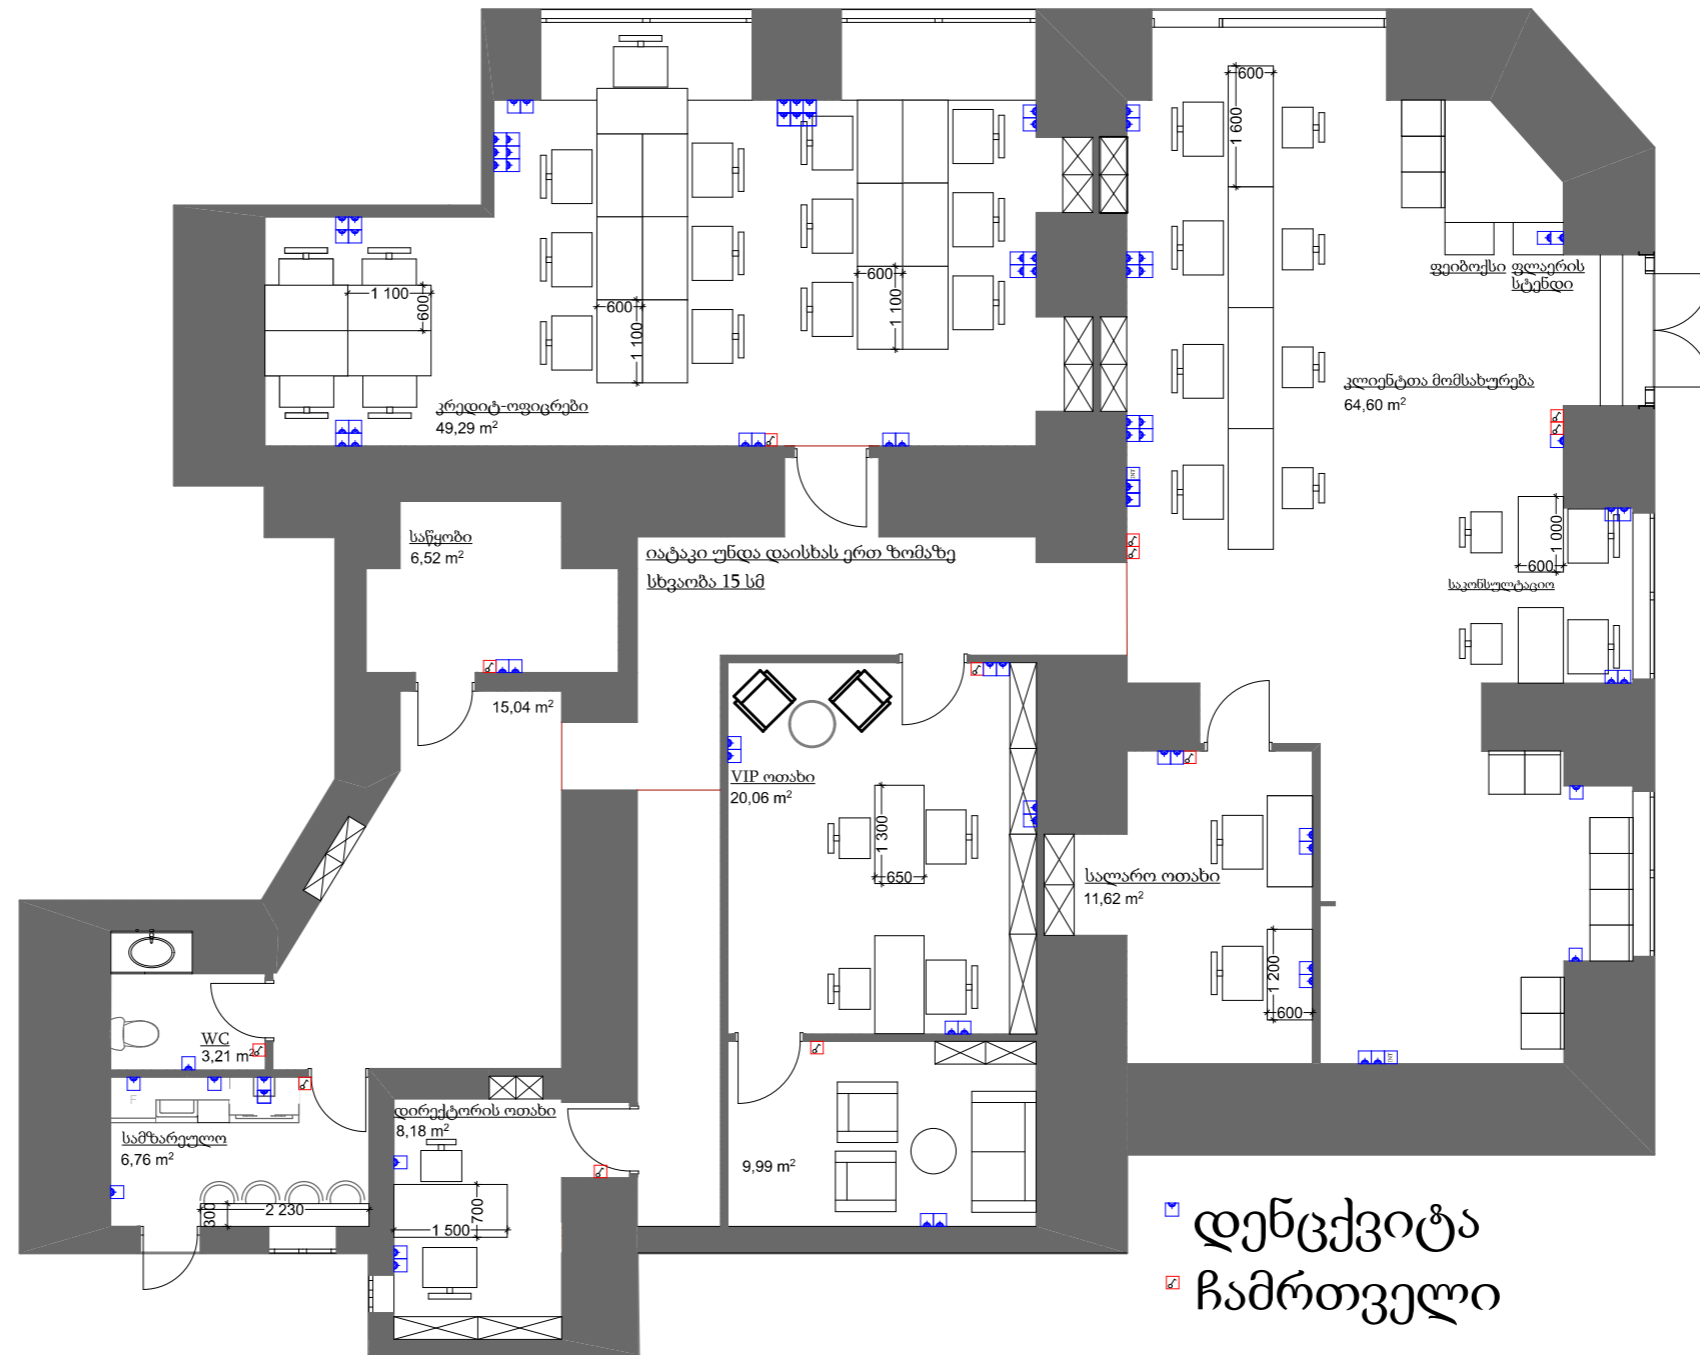 600
1 600
ფეიბოქსი ფლაერის
სტენდი
1 100
600
600
1 100
600
1 100
კრედიტ-ოფიცრები
49,29 m²
კლიენტთა მომსახურება
64,60 m²
INT
საწყობი
6,52 m²
იატაკი უნდა დაისხას ერთ ზომაზე
სხვაობა 15 სმ
1 000
600
საკონსულტაციო
15,04 m²
VIP ოთახი
20,06 m²
1 300
650
სალარო ოთახი
11,62 m²
1 200
600
WC
3,21 m²
INT
F
სამზარეულო
6,76 m²
დირექტორის ოთახი
8,18 m²
9,99 m²
300
2 230
700
1 500
დენცქვიტა
ჩამრთველი